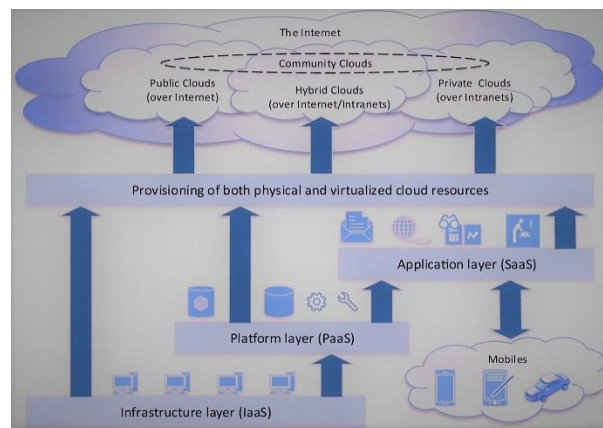 The Internet
Community Clouds
Public Clouds
(over Internet)
Hybrid Clouds
(over Internet/Intranets)
Private Clouds
(over Intranets)
Provisioning of both physical and virtualized cloud resources
Application layer (SaaS)
Platform layer (PaaS)
Mobiles
Infrastructure layer (IaaS)